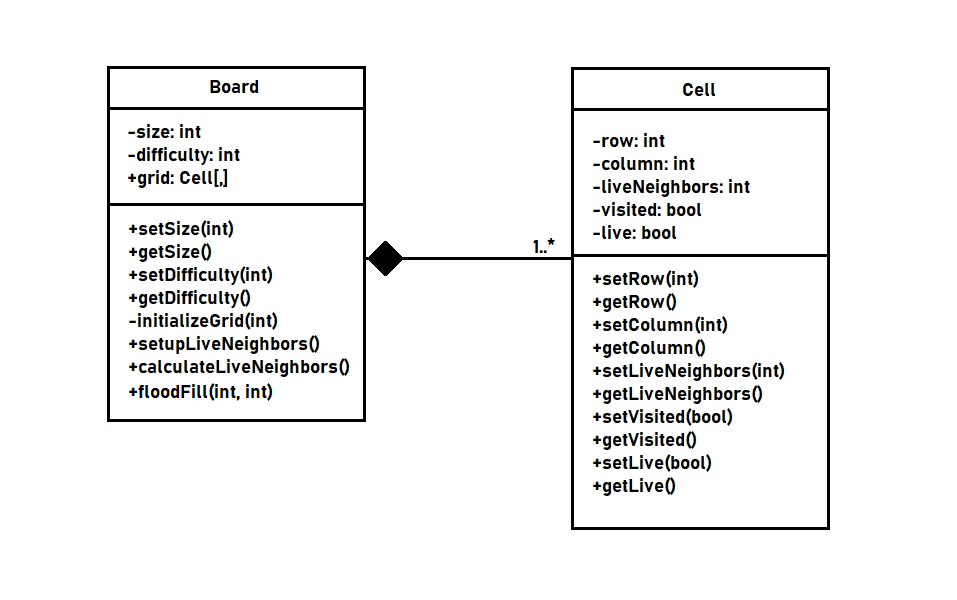 Board
-size: int
-difficulty: int
+grid: Cell[,]
+setSize(int)
+getSize()
+setDifficulty(int)
+getDifficulty()
-initializeGrid(int)
+setupLiveNeighbors()
+calculateLiveNeighbors()
+floodFill(int, int)
1..*
Cell
-row: int
-column: int
-liveNeighbors: int
-visited: bool
-live: bool
+setRow(int)
+getRow()
+setColumn(int)
+getColumn()
+setLiveNeighbors(int)
+getLiveNeighbors()
+setVisited(bool)
+getVisited()
+setLive(bool)
+getLive()